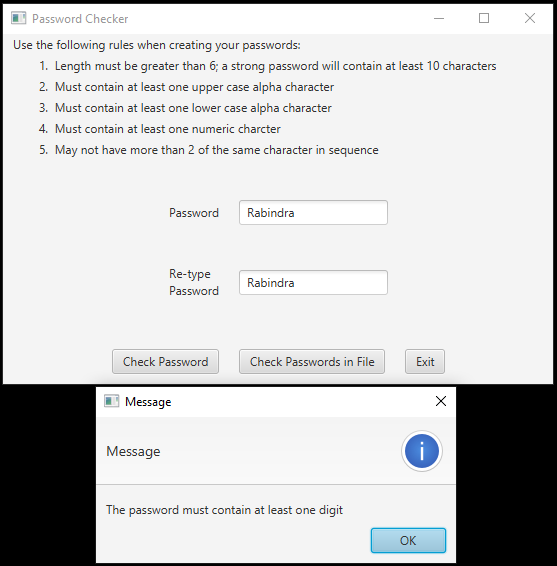 Password Checker
Use the following rules when creating your passwords:
1. Length must be greater than 6; a strong password will contain at least 10 characters
2. Must contain at least one upper case alpha character
3. Must contain at least one lower case alpha character
4. Must contain at least one numeric charcter
5. May not have more than 2 of the same character in sequence
Password Rabindra
Re-type
Password Rabindra
Check Password Check Passwords in File Exit
Message
Message
The password must contain at least one digit
OK